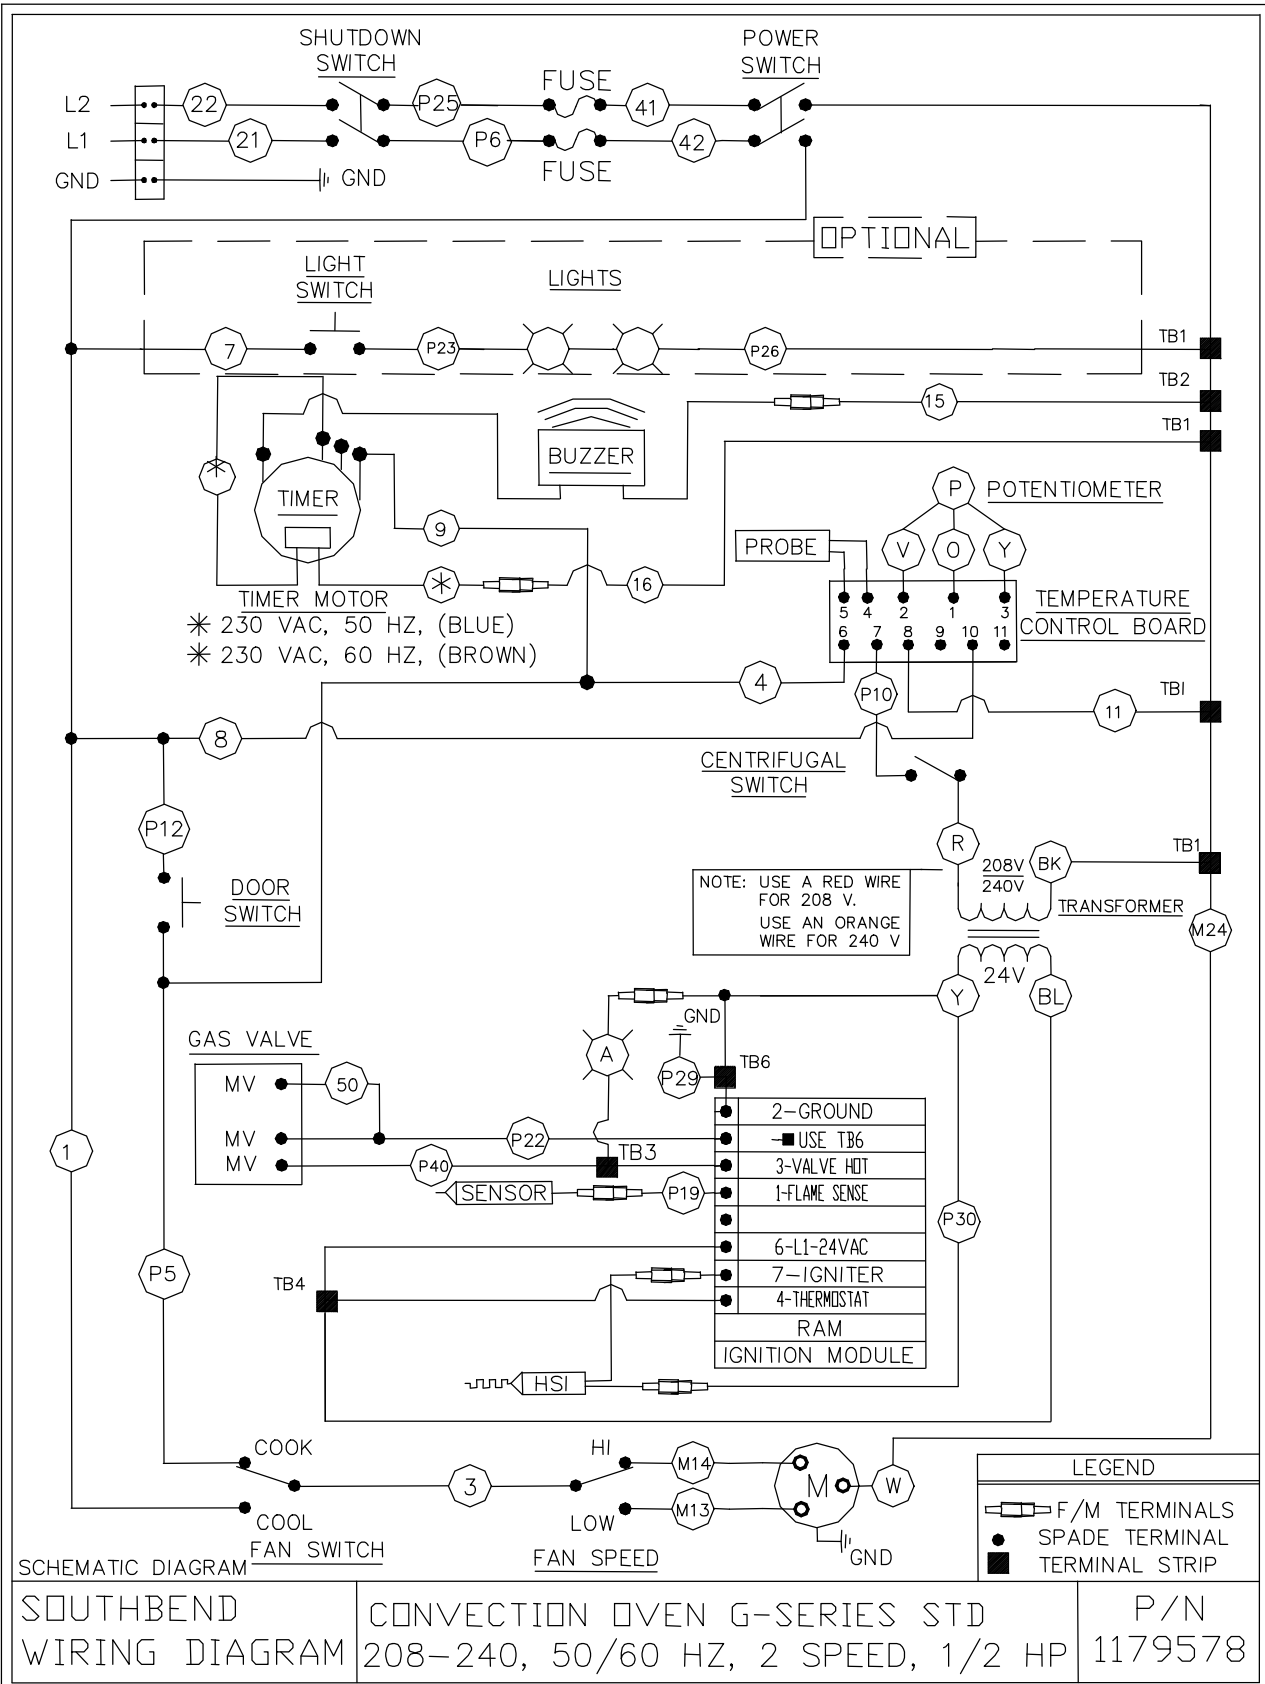 SHUTDOWN
SWITCH
POWER
SWITCH
L2
22
P25
FUSE
41
L1
21
P6
FUSE
42
GND
GND
OPTIONAL
LIGHT
SWITCH
LIGHTS
7
P23
P26
TB1
TB2
15
TB1
BUZZER
TIMER
P
POTENTIOMETER
9
PROBE
V
O
Y
16
TIMER MOTOR
230 VAC, 50 HZ, (BLUE)
230 VAC, 60 HZ, (BROWN)
5 4 2 1 3
6 7 8 9 10 11
TEMPERATURE
CONTROL BOARD
4
P10
11
TBI
8
CENTRIFUGAL
SWITCH
P12
R
208V
240V
BK
TB1
DOOR
SWITCH
NOTE: USE A RED WIRE
FOR 208 V.
USE AN ORANGE
WIRE FOR 240 V
TRANSFORMER
M24
24V
Y
BL
GND
GAS VALVE
A
P29
TB6
MV
50
2-GROUND
MV
P22
USE TB6
MV
P40
TB3
3-VALVE HOT
1
SENSOR
P19
1-FLAME SENSE
P30
6-L1-24VAC
P5
TB4
7-IGNITER
4-THERMOSTAT
RAM
IGNITION MODULE
HSI
COOK
HI
M14
3
M
W
COOL
LOW
M13
FAN SWITCH
FAN SPEED
GND
LEGEND
F/M TERMINALS
SPADE TERMINAL
TERMINAL STRIP
SCHEMATIC DIAGRAM
SOUTHBEND
WIRING DIAGRAM
CONVECTION OVEN G-SERIES STD
208-240, 50/60 HZ, 2 SPEED, 1/2 HP
P/N
1179578